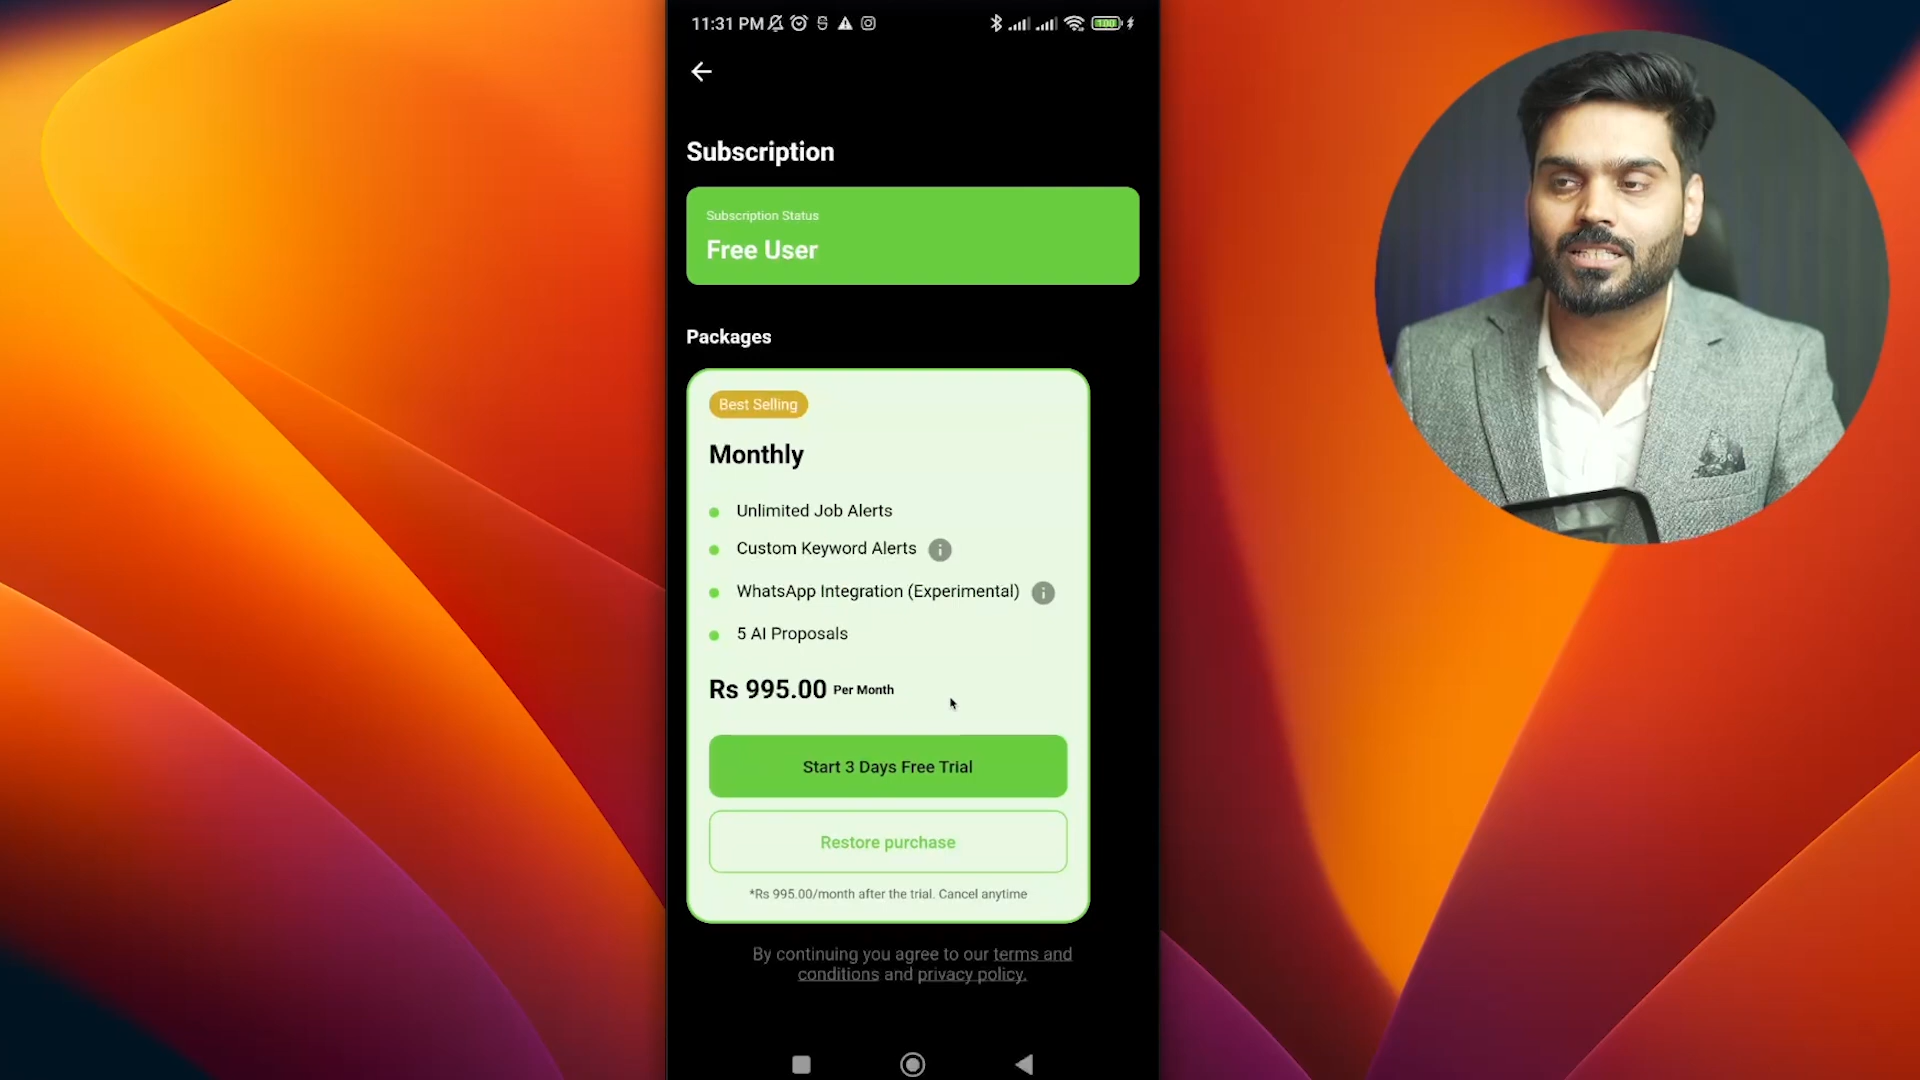 11:31 PM
100
Subscription
Subscription Status
Free User
Packages
Best Selling
Monthly
Unlimited Job Alerts
Custom Keyword Alerts
WhatsApp Integration (Experimental)
5 AI Proposals
Rs 995.00 Per Month
Start 3 Days Free Trial
Restore purchase
*Rs 995.00/month after the trial. Cancel anytime
By continuing you agree to our terms and
conditions and privacy policy.